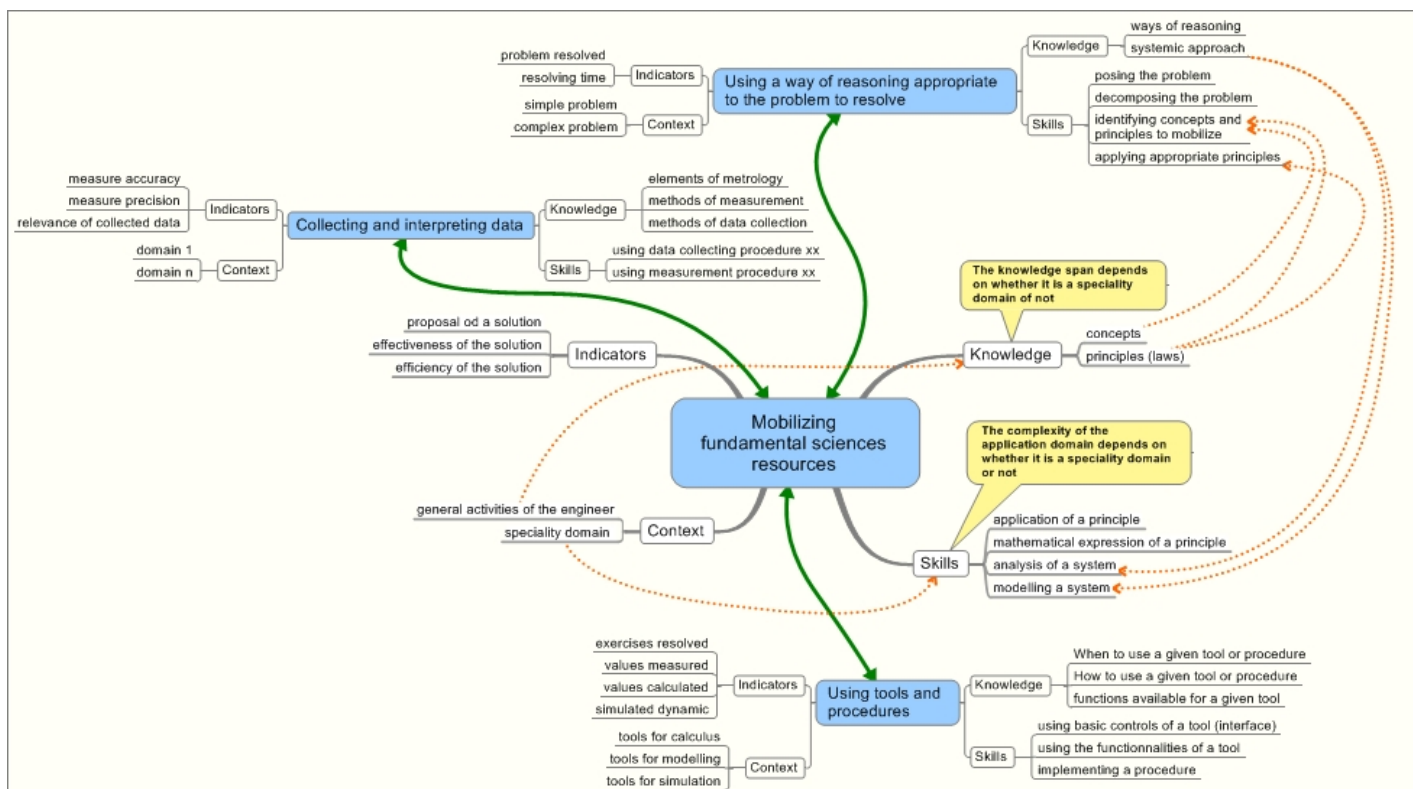 ways of reasoning
Knowledge
systemic approach
problem resolved
Indicators
resolving time
Using a way of reasoning appropriate
to the problem to resolve
posing the problem
decomposing the problem
simple problem
Context
complex problem
Skills
identifying concepts and
principles to mobilize
applying appropriate principles
measure accuracy
measure precision
Indicators
relevance of collected data
Collecting and interpreting data
elements of metrology
Knowledge
methods of measurement
methods of data collection
domain 1
Context
domain n
using data collecting procedure xx
Skills
using measurement procedure xx
The knowledge span depends
on whether it is a speciality
domain of not
proposal od a solution
effectiveness of the solution
Indicators
efficiency of the solution
Knowledge
concepts
principles (laws)
Mobilizing
fundamental sciences
resources
The complexity of the
application domain depends on
whether it is a speciality domain
or not
general activities of the engineer
Context
speciality domain
application of a principle
mathematical expression of a principle
Skills
analysis of a system
modelling a system
exercises resolved
values measured
Indicators
values calculated
simulated dynamic
Using tools and
procedures
When to use a given tool or procedure
Knowledge
How to use a given tool or procedure
functions available for a given tool
tools for calculus
tools for modelling
Context
tools for simulation
using basic controls of a tool (interface)
using the functionnalities of a tool
Skills
implementing a procedure